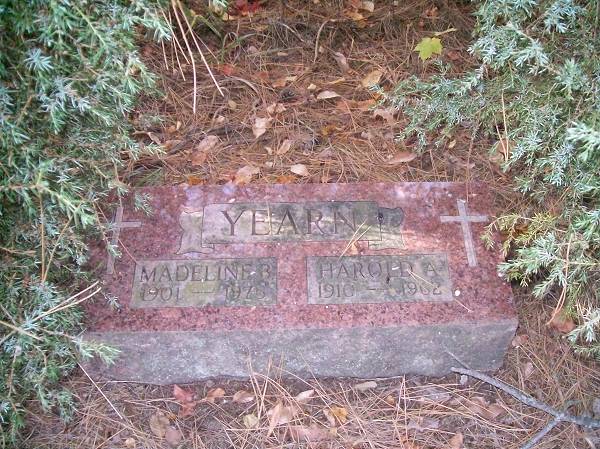 YEARN
MADELINE B. HAROLD A.
1901 — 1978 1910 — 1962